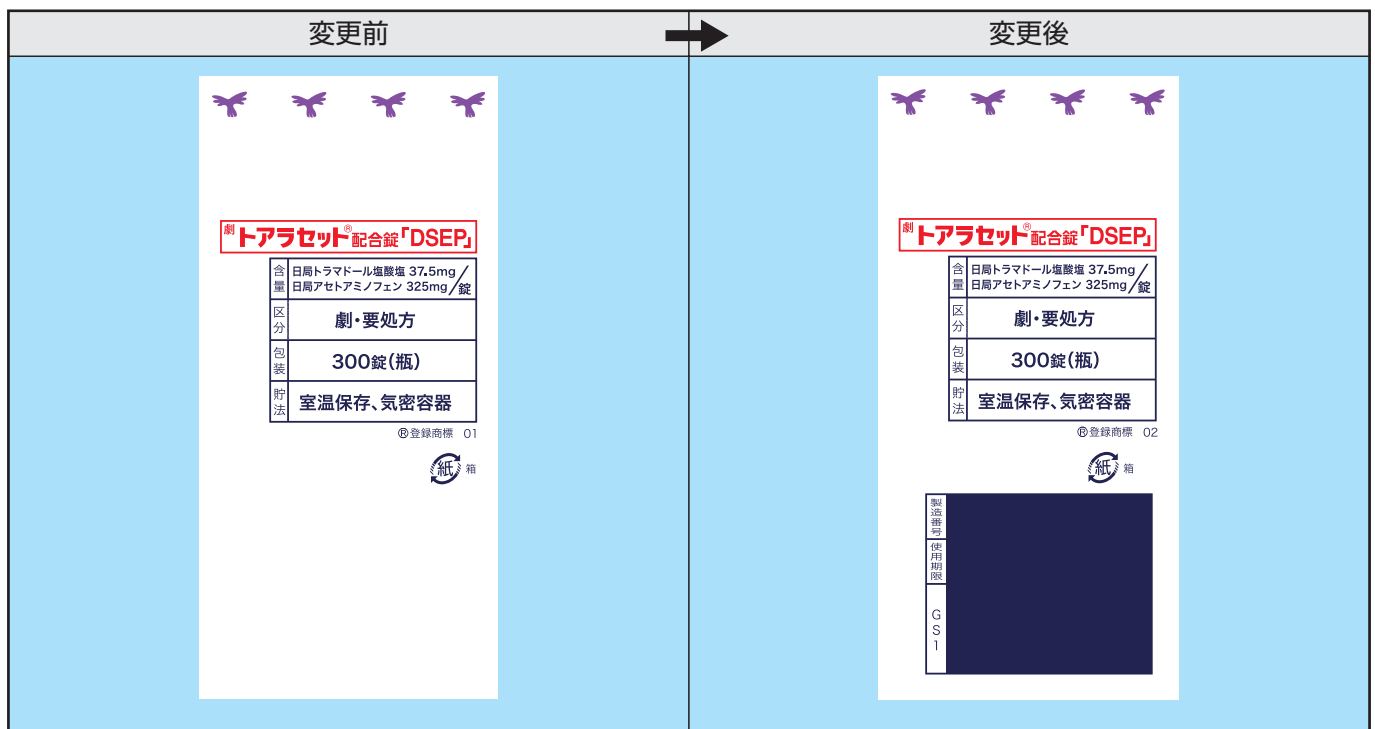 変更前
変更後
劇 トアラセット®配合錠「DSEP」
含量
日局トラマドール塩酸塩 37.5mg/
日局アセトアミノフェン 325mg/錠
区分
劇・要処方
包装
300錠(瓶)
貯法
室温保存、気密容器
®登録商標 01
紙 箱
劇 トアラセット®配合錠「DSEP」
含量
日局トラマドール塩酸塩 37.5mg/
日局アセトアミノフェン 325mg/錠
区分
劇・要処方
包装
300錠(瓶)
貯法
室温保存、気密容器
®登録商標 02
紙 箱
製造番号
使用期限
GS1